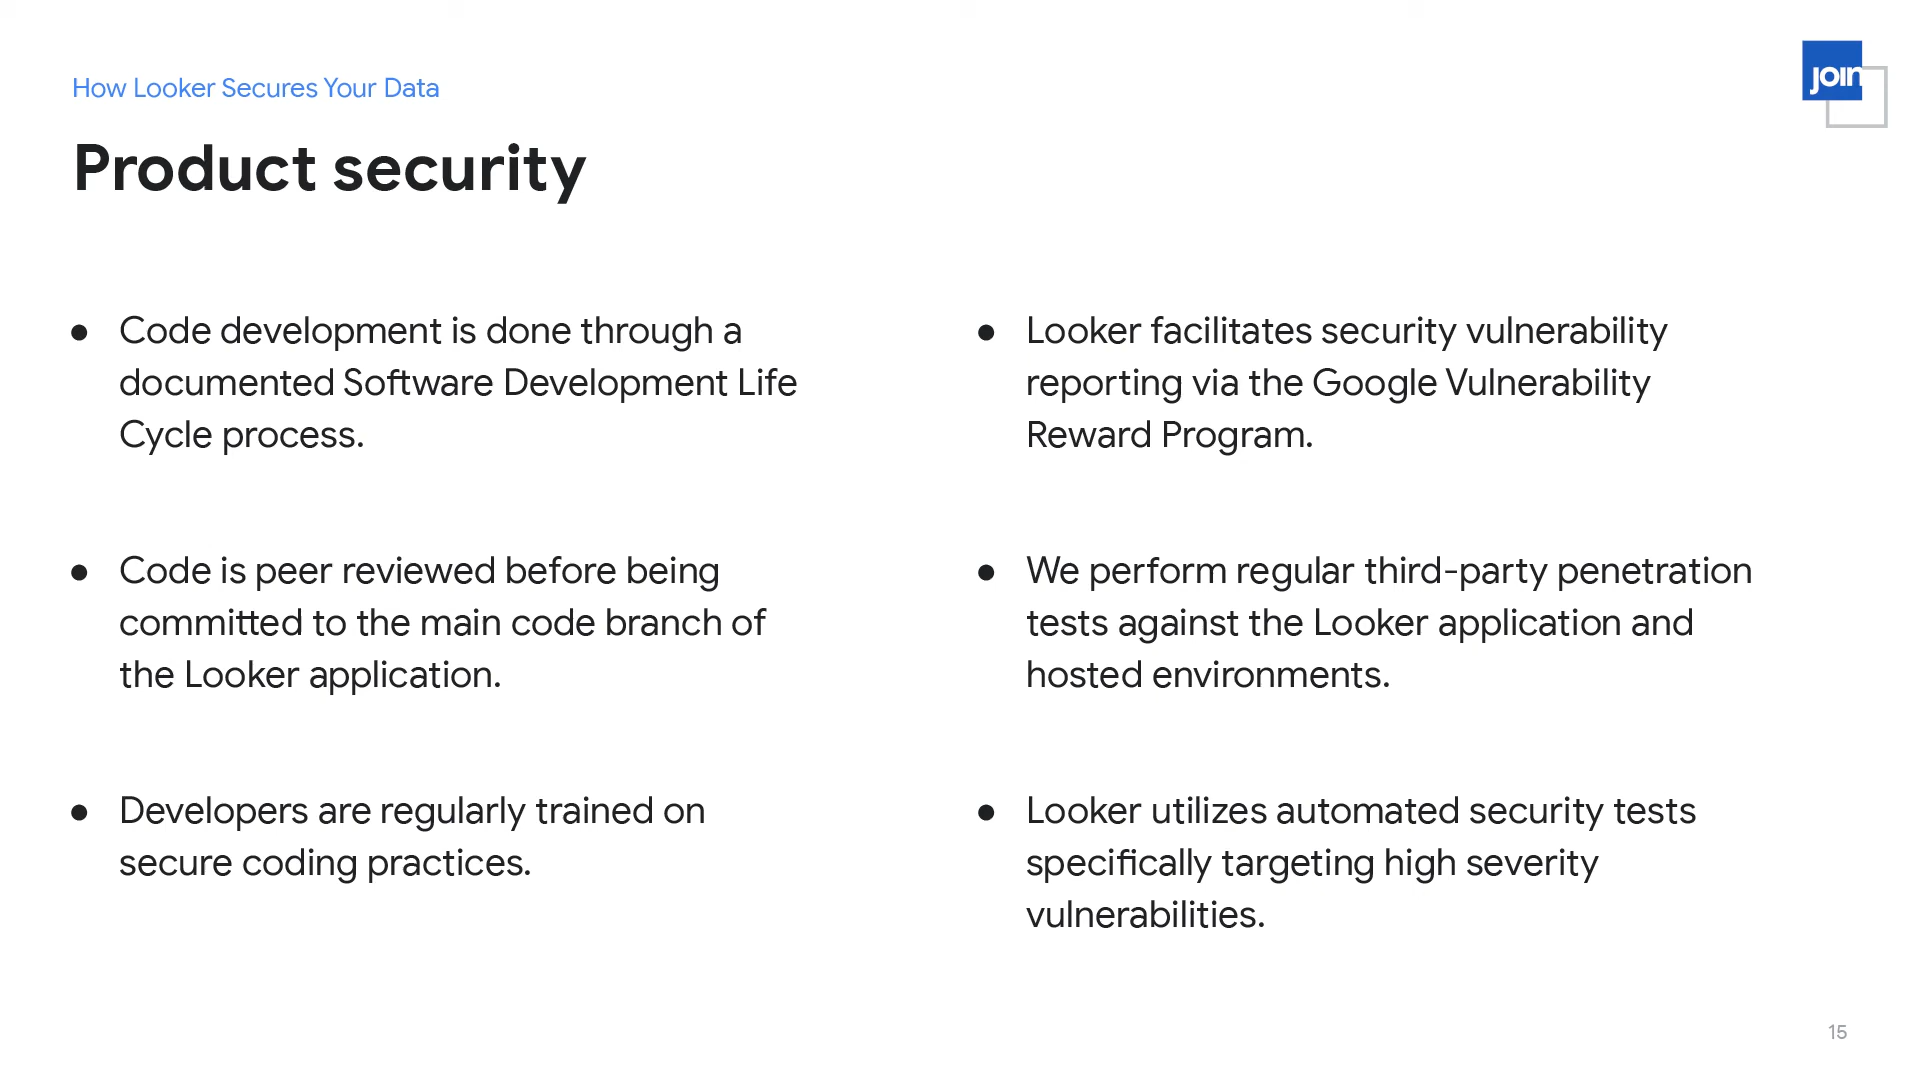 How Looker Secures Your Data
join
Product security
● Code development is done through a
documented Software Development Life
Cycle process.
● Code is peer reviewed before being
committed to the main code branch of
the Looker application.
● Developers are regularly trained on
secure coding practices.
● Looker facilitates security vulnerability
reporting via the Google Vulnerability
Reward Program.
● We perform regular third-party penetration
tests against the Looker application and
hosted environments.
● Looker utilizes automated security tests
specifically targeting high severity
vulnerabilities.
15